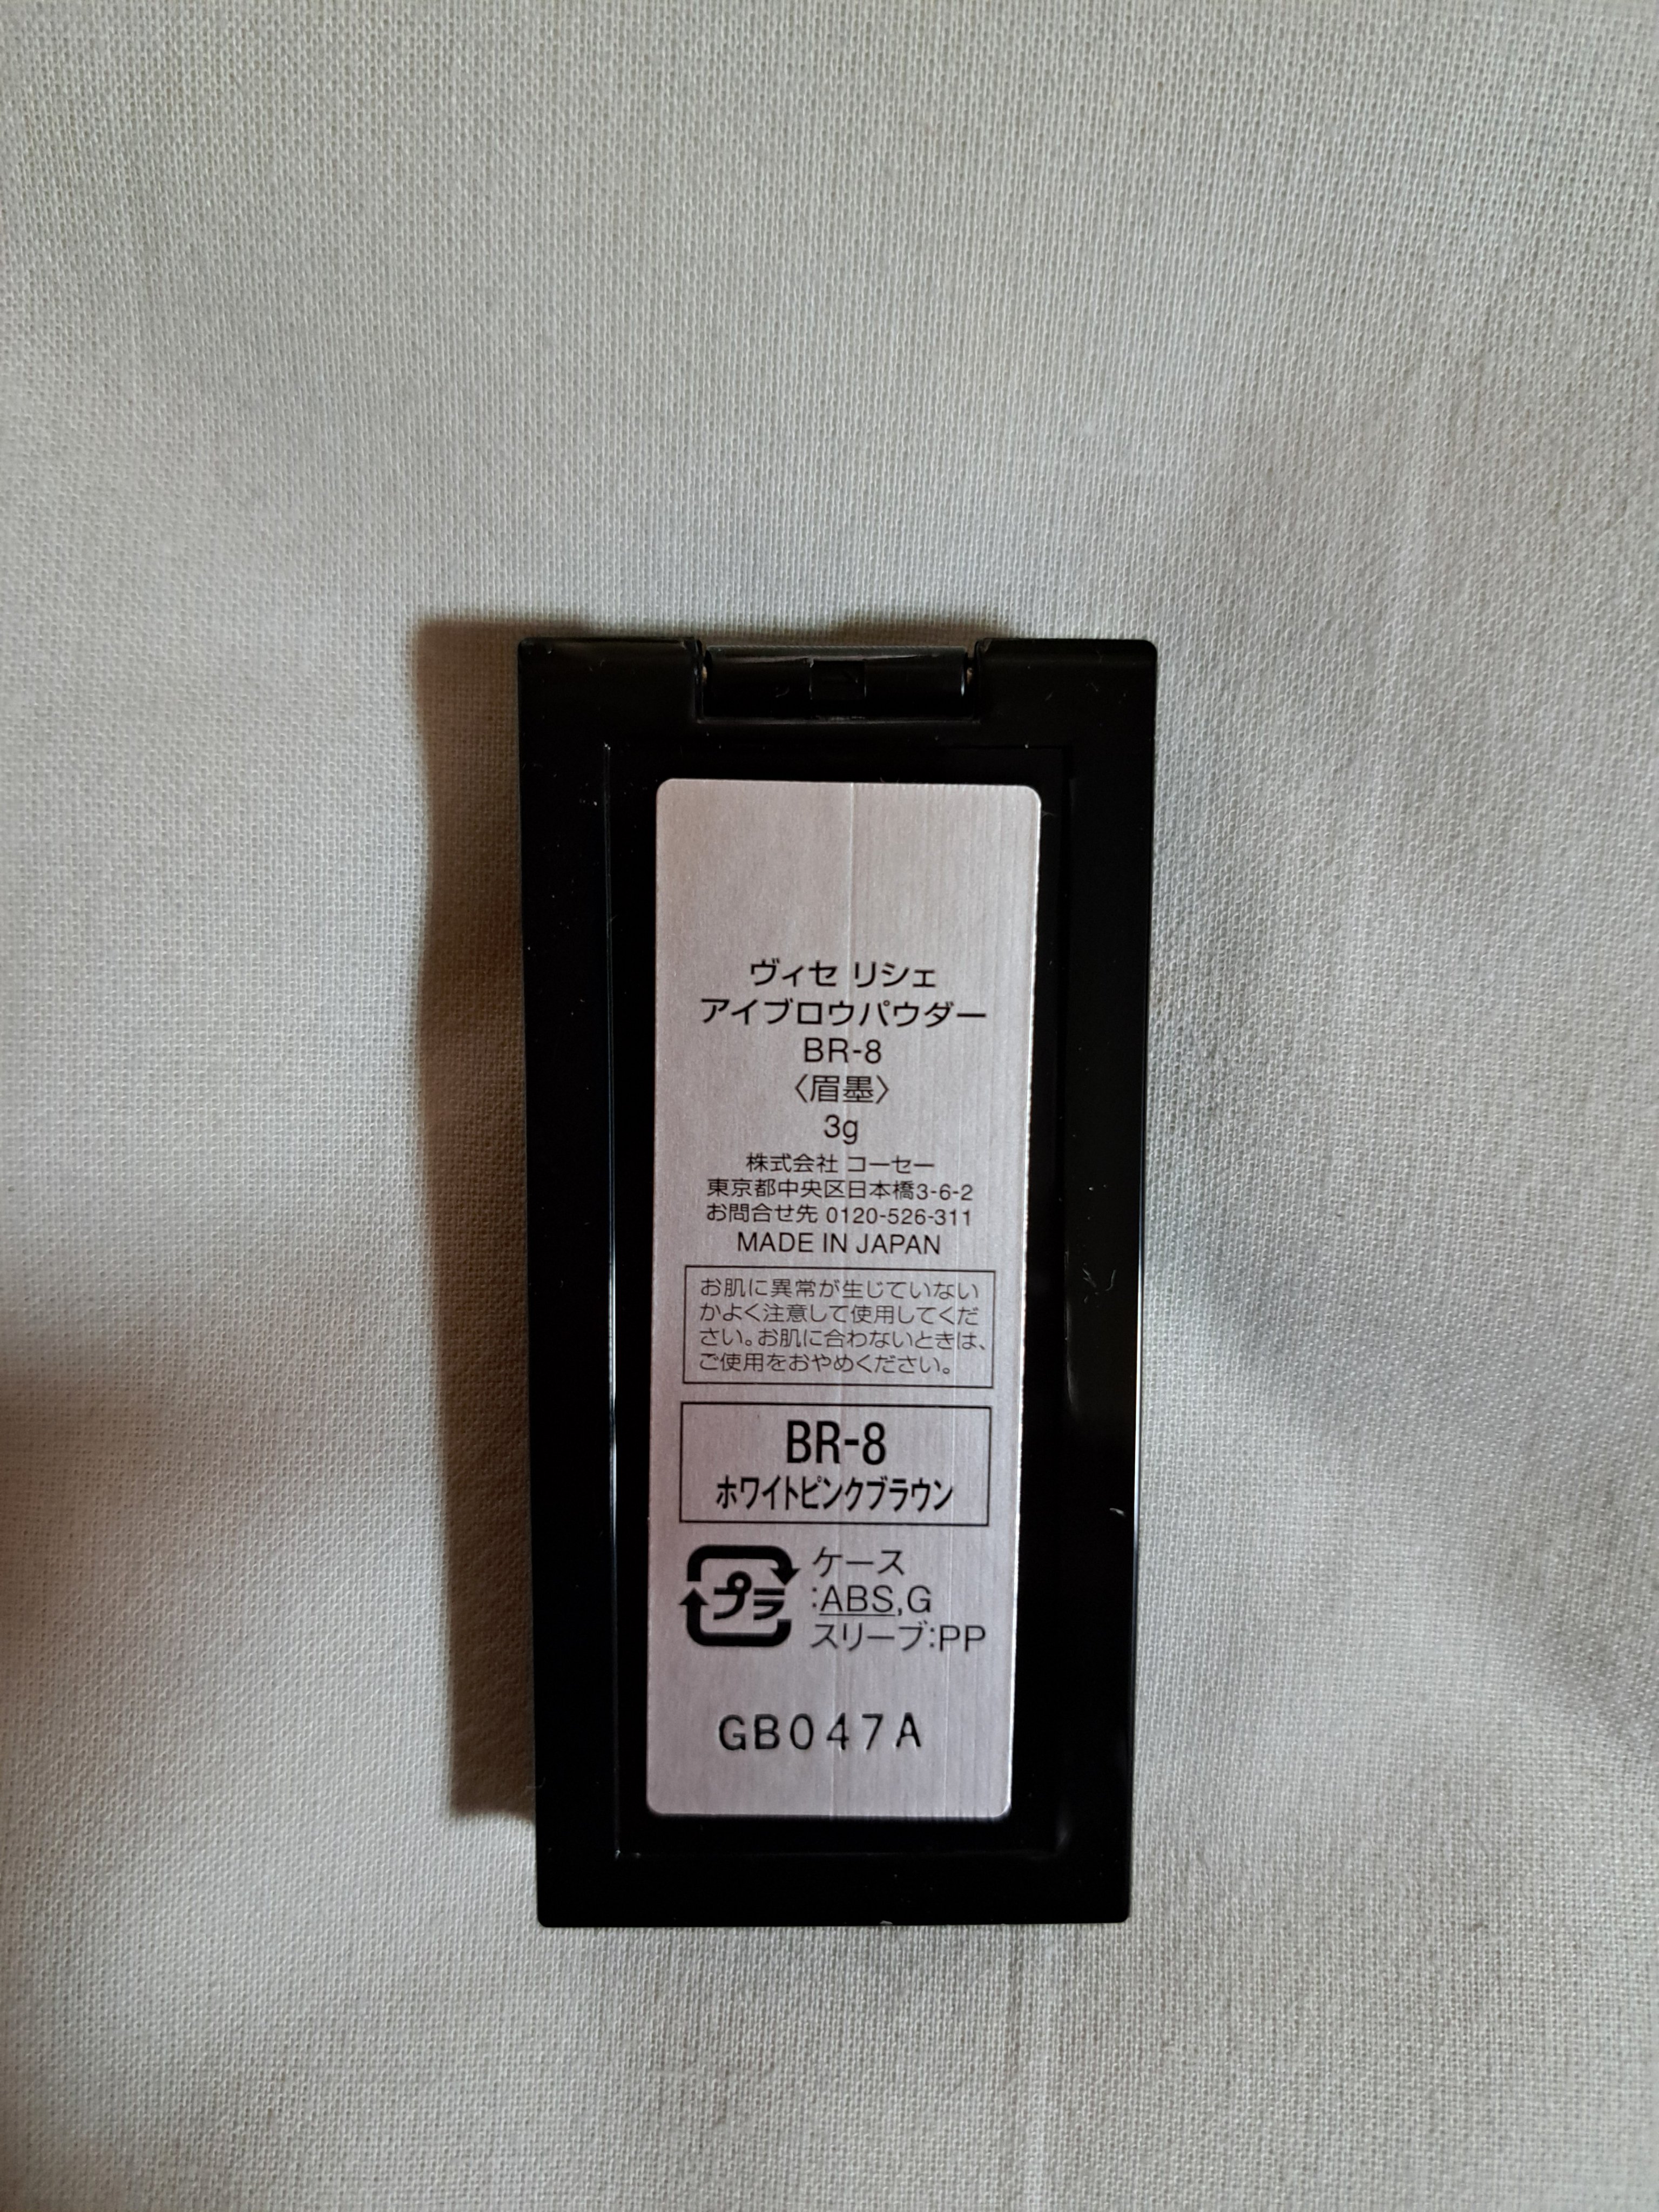 ヴィセ リシェ
アイブロウパウダー
BR-8
〈眉墨〉
3g
株式会社 コーセー
東京都中央区日本橋3-6-2
お問合せ先 0120-526-311
MADE IN JAPAN
お肌に異常が生じていない
かよく注意して使用してくだ
さい。お肌に合わないときは、
ご使用をおやめください。
BR-8
ホワイトピンクブラウン
プラ
ケース
:ABS,G
スリーブ:PP
GB047A